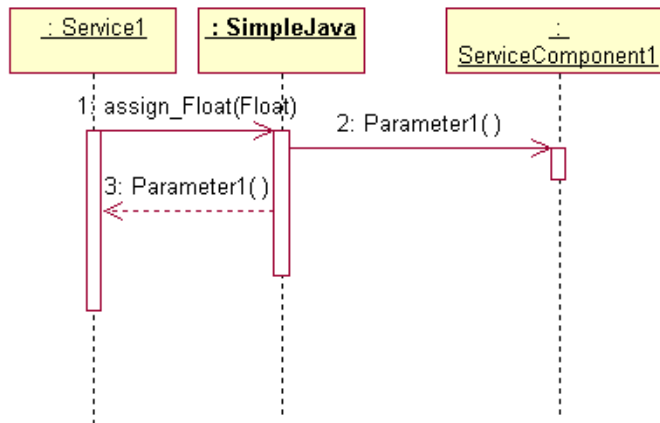 : Service1
: SimpleJava
:
ServiceComponent1
1: assign_Float(Float)
2: Parameter1( )
3: Parameter1( )